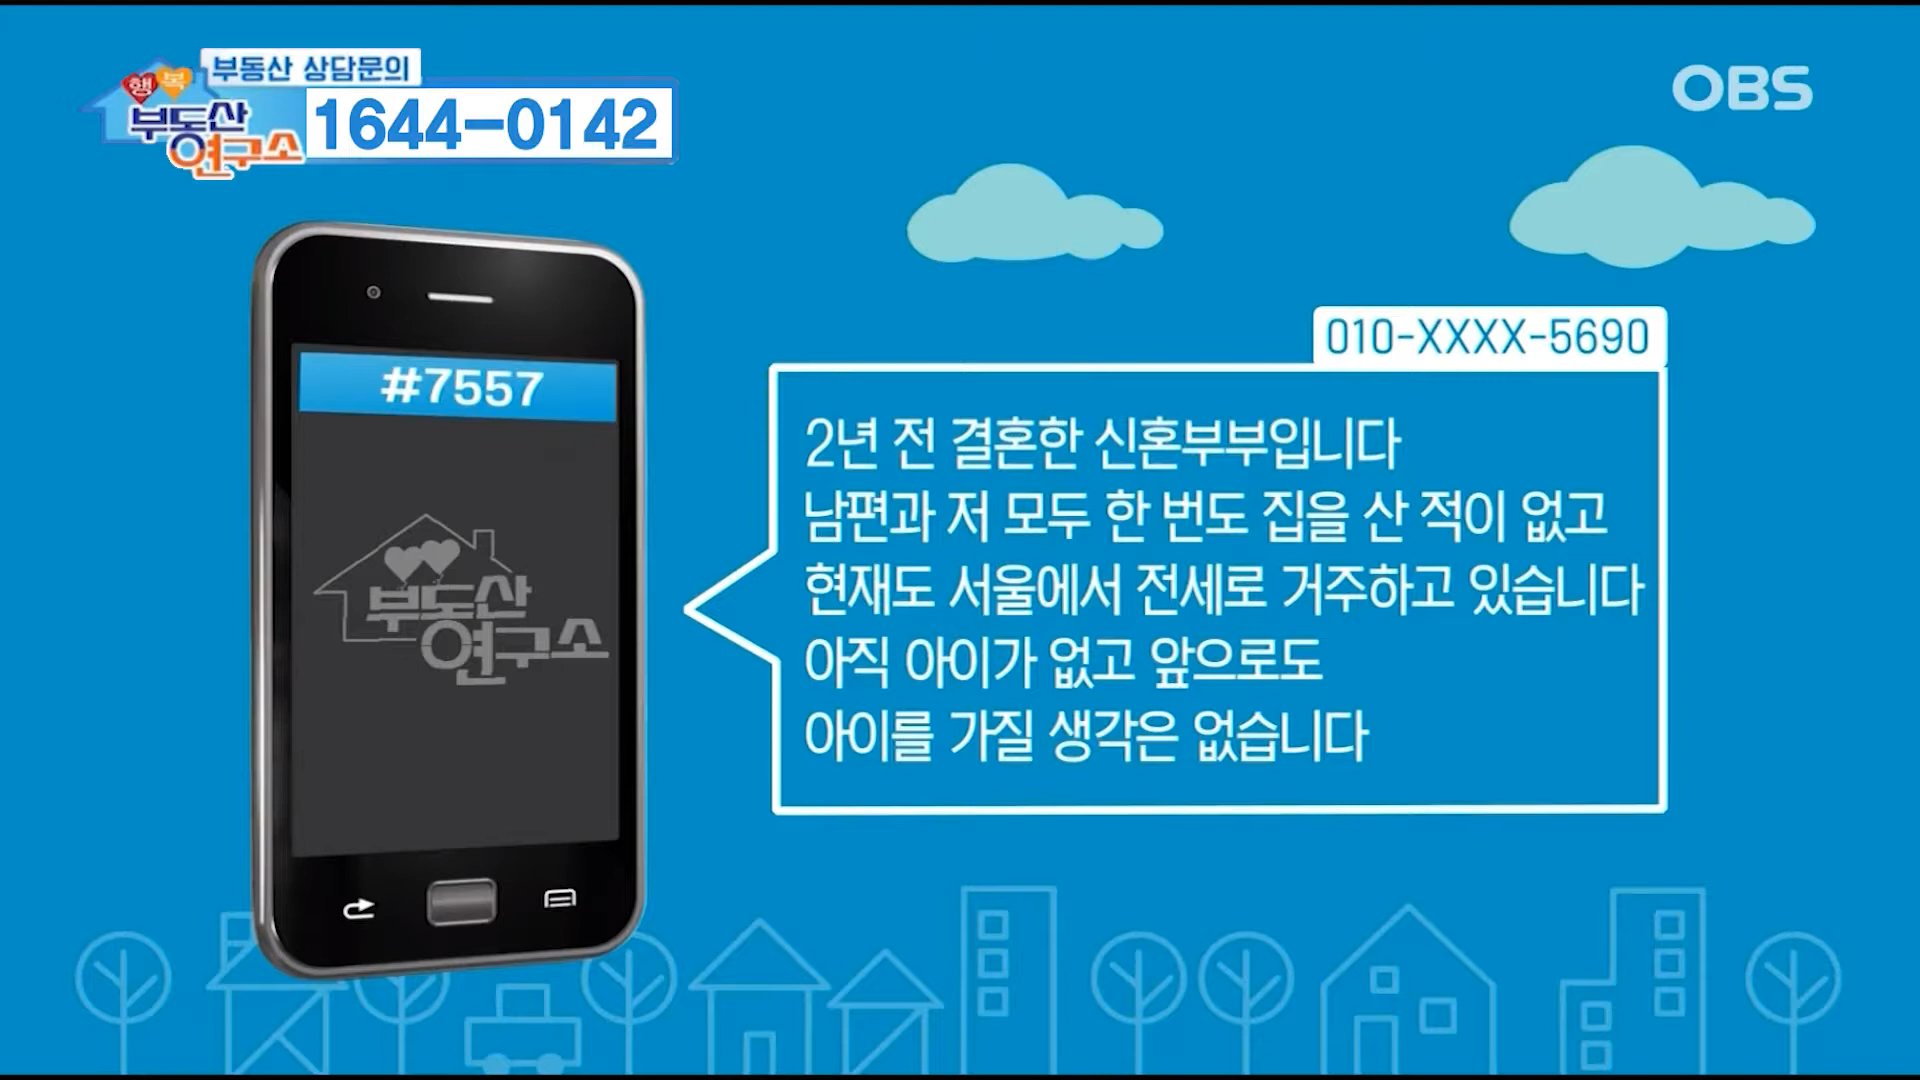 부동산 상담문의
행복
부동산
연구소
1644-0142
OBS
#7557
부동산
연구소
010-XXXX-5690
2년 전 결혼한 신혼부부입니다
남편과 저 모두 한 번도 집을 산 적이 없고
현재도 서울에서 전세로 거주하고 있습니다
아직 아이가 없고 앞으로도
아이를 가질 생각은 없습니다